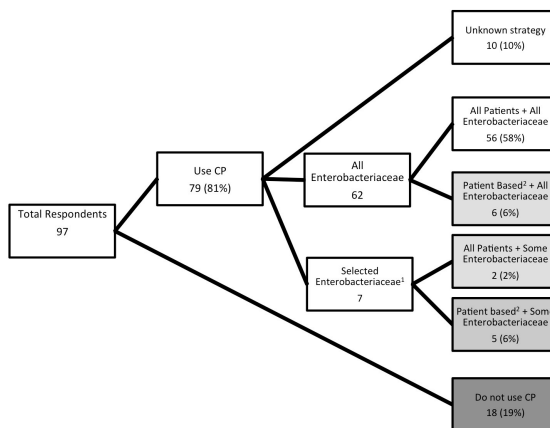 Unknown strategy
10 (10%)
All Patients + All
Enterobacteriaceae
56 (58%)
All
Enterobacteriaceae
62
Use CP
79 (81%)
Patient Based² + All
Enterobacteriaceae
6 (6%)
Total Respondents
97
All Patients + Some
Enterobacteriaceae
2 (2%)
Selected
Enterobacteriaceae¹
7
Patient based² + Some
Enterobacteriaceae
5 (6%)
Do not use CP
18 (19%)